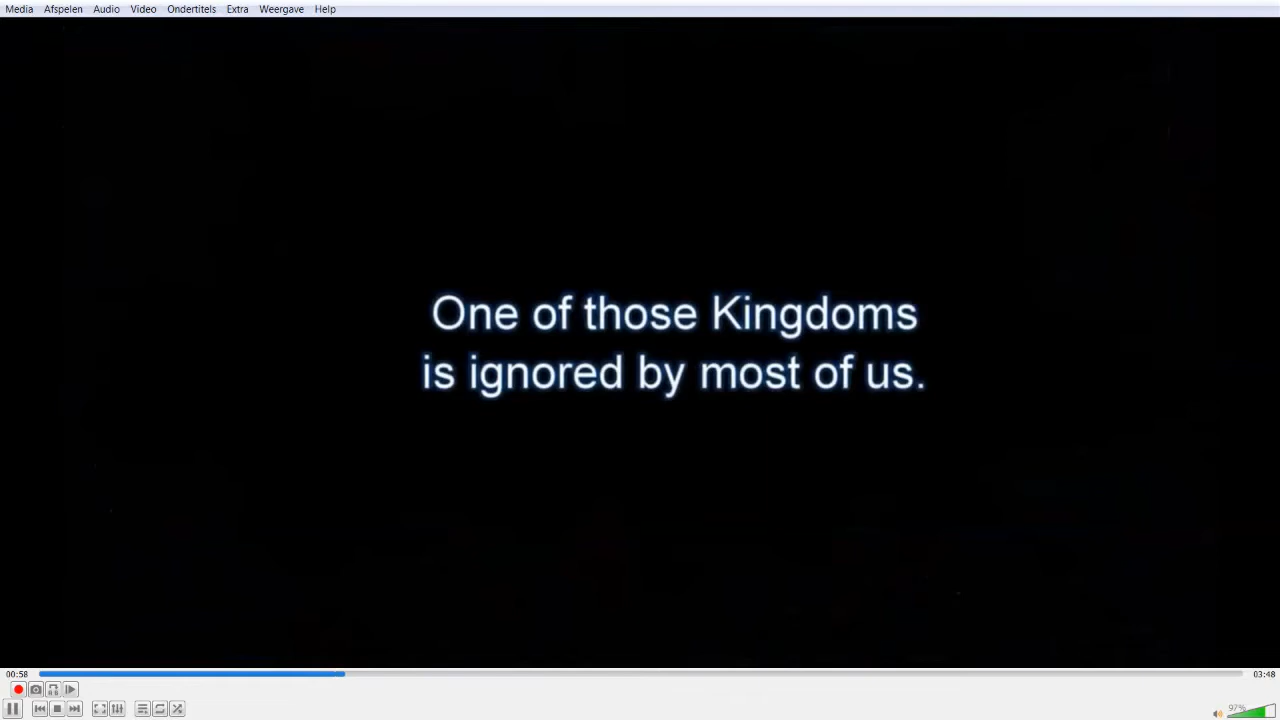 Media Afspelen Audio Video Ondertitels Extra Weergave Help
One of those Kingdoms
is ignored by most of us.
00:58 03:48
97%